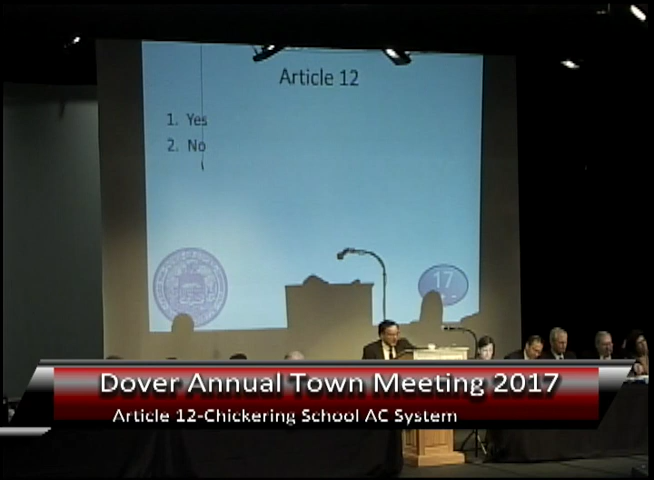 Article 12
1. Yes
2. No
17
Dover Annual Town Meeting 2017
Article 12-Chickering School AC System